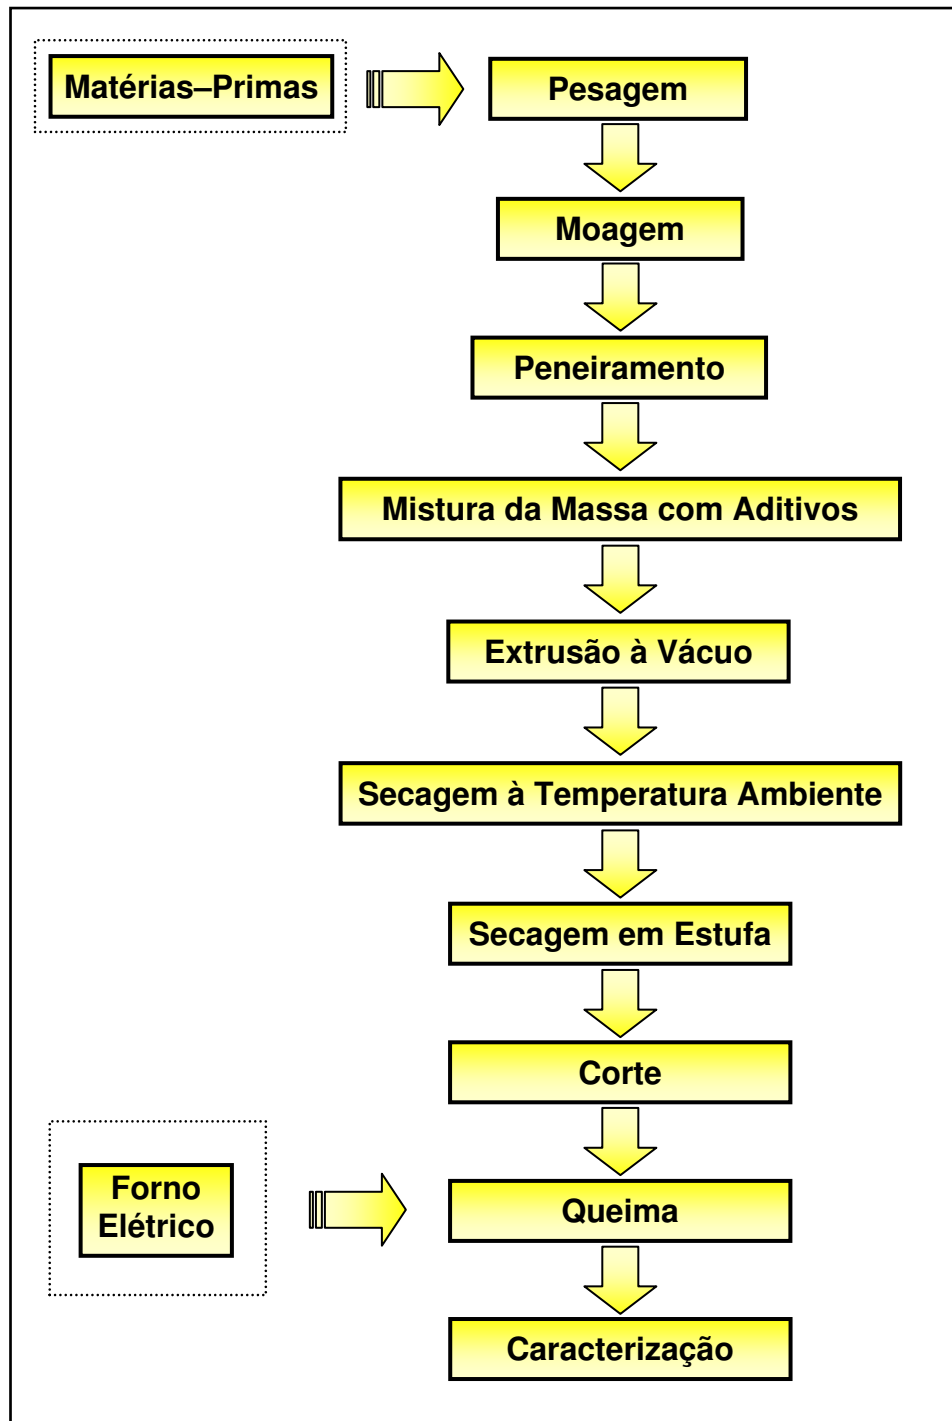 Matérias–Primas
Pesagem
Moagem
Peneiramento
Mistura da Massa com Aditivos
Extrusão à Vácuo
Secagem à Temperatura Ambiente
Secagem em Estufa
Corte
Forno
Elétrico
Queima
Caracterização